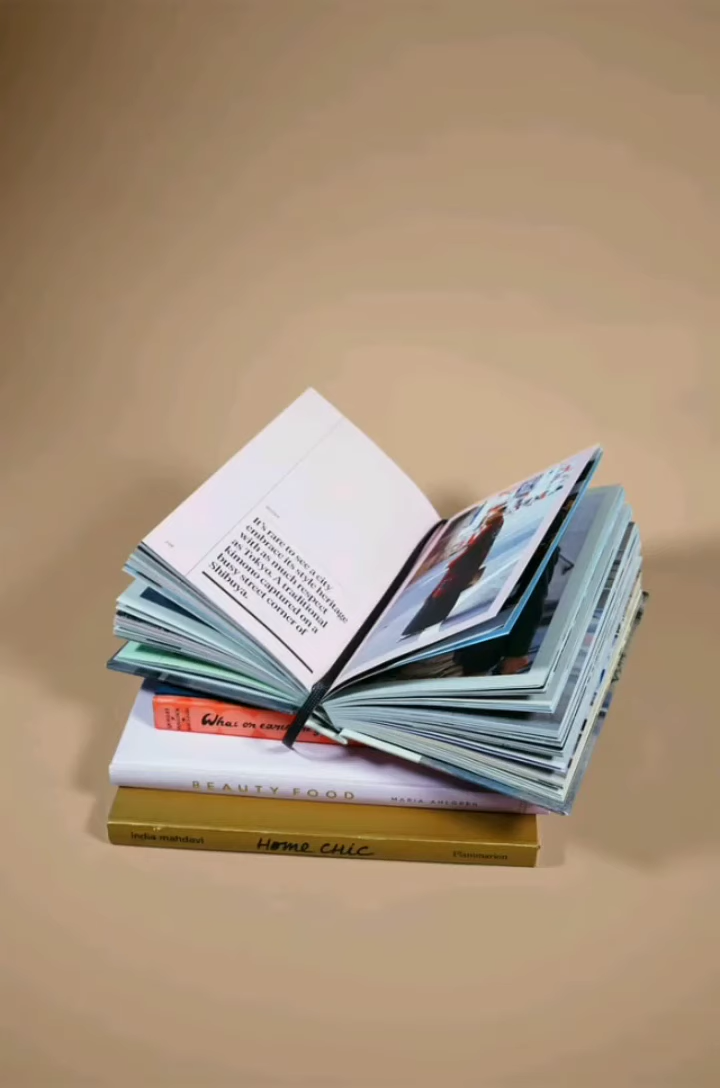 It's rare to see a city
embrace its style heritage
with as much respect
as Tokyo. A traditional
kimono captured on a
busy street corner of
Shibuya.
What on
BEAUTY FOOD MARIA AHLGREN
india mahdavi Home CHIC Flammarion